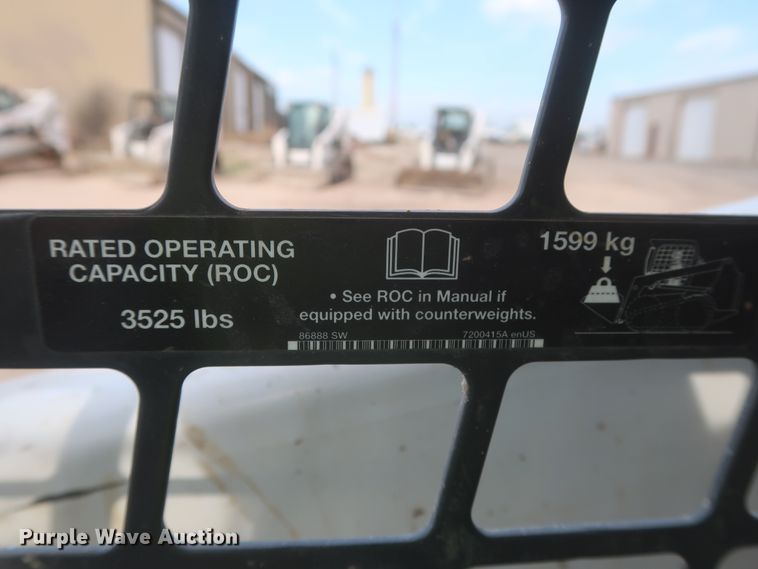 RATED OPERATING
CAPACITY (ROC)
3525 lbs
• See ROC in Manual if
equipped with counterweights.
86888 SW 7200415A enUS
1599 kg
Purple Wave Auction